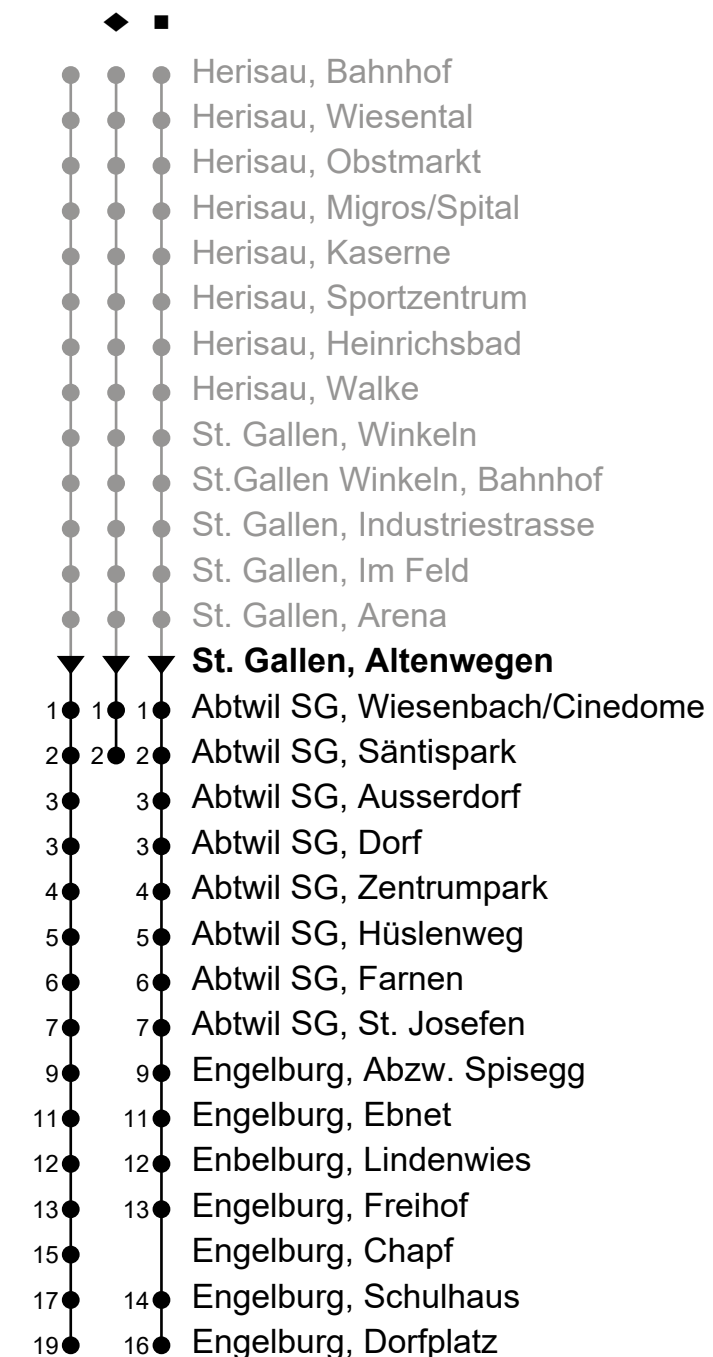 Herisau, Bahnhof
Herisau, Wiesental
Herisau, Obstmarkt
Herisau, Migros/Spital
Herisau, Kaserne
Herisau, Sportzentrum
Herisau, Heinrichsbad
Herisau, Walke
St. Gallen, Winkeln
St.Gallen Winkeln, Bahnhof
St. Gallen, Industriestrasse
St. Gallen, Im Feld
St. Gallen, Arena
St. Gallen, Altenwegen
1 1 1 Abtwil SG, Wiesenbach/Cinedome
2 2 2 Abtwil SG, Säntispark
3 3 Abtwil SG, Ausserdorf
3 3 Abtwil SG, Dorf
4 4 Abtwil SG, Zentrumpark
5 5 Abtwil SG, Hüslenweg
6 6 Abtwil SG, Farnen
7 7 Abtwil SG, St. Josefen
9 9 Engelburg, Abzw. Spisegg
11 11 Engelburg, Ebnet
12 12 Enbelburg, Lindenwies
13 13 Engelburg, Freihof
15 Engelburg, Chapf
17 14 Engelburg, Schulhaus
19 16 Engelburg, Dorfplatz